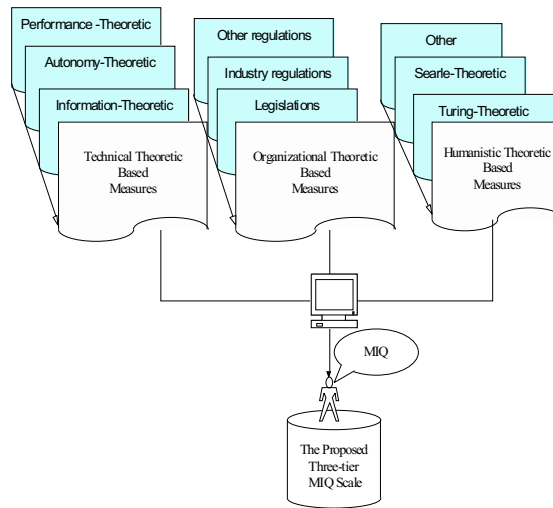 Performance -Theoretic
Autonomy-Theoretic
Information-Theoretic
Technical Theoretic
Based
Measures
Other regulations
Industry regulations
Legislations
Organizational Theoretic
Based
Measures
Other
Searle-Theoretic
Turing-Theoretic
Humanistic Theoretic
Based
Measures
MIQ
The Proposed
Three-tier
MIQ Scale